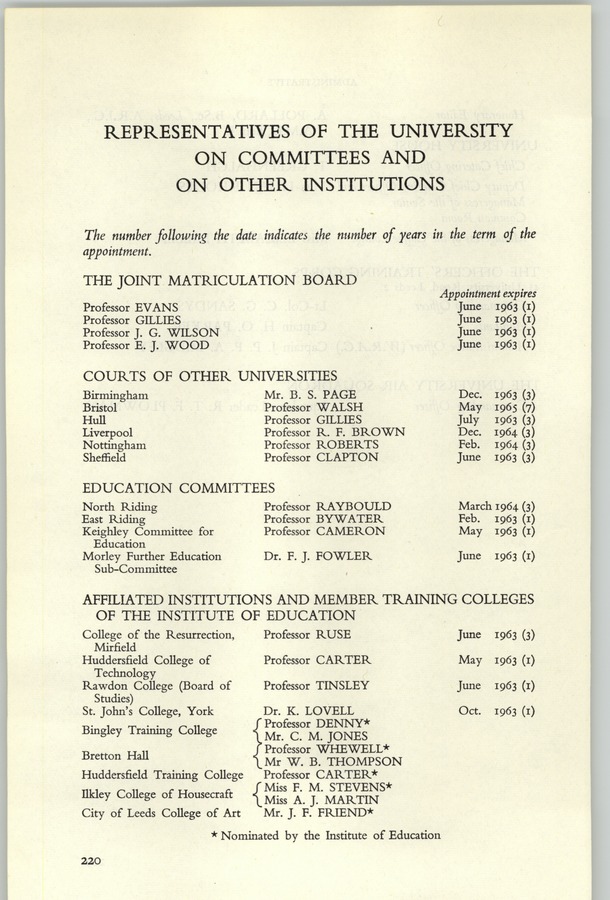 REPRESENTATIVES OF THE UNIVERSITY
ON COMMITTEES AND
ON OTHER INSTITUTIONS
The number following the date indicates the number of years in the term of the
appointment.
THE JOINT MATRICULATION BOARD
Appointment expires
Professor EVANS June 1963 (1)
Professor GILLIES June 1963 (1)
Professor J. G. WILSON June 1963 (1)
Professor E. J. WOOD June 1963 (1)
COURTS OF OTHER UNIVERSITIES
Birmingham Mr. B. S. PAGE Dec. 1963 (3)
Bristol Professor WALSH May 1965 (7)
Hull Professor GILLIES July 1963 (3)
Liverpool Professor R. F. BROWN Dec. 1964 (3)
Nottingham Professor ROBERTS Feb. 1964 (3)
Sheffield Professor CLAPTON June 1963 (3)
EDUCATION COMMITTEES
North Riding Professor RAYBOULD March 1964 (3)
East Riding Professor BYWATER Feb. 1963 (1)
Keighley Committee for Professor CAMERON May 1963 (1)
Education
Morley Further Education Dr. F. J. FOWLER June 1963 (1)
Sub-Committee
AFFILIATED INSTITUTIONS AND MEMBER TRAINING COLLEGES
OF THE INSTITUTE OF EDUCATION
College of the Resurrection, Professor RUSE June 1963 (3)
Mirfield
Huddersfield College of Professor CARTER May 1963 (1)
Technology
Rawdon College (Board of Professor TINSLEY June 1963 (1)
Studies)
St. John's College, York Dr. K. LOVELL Oct. 1963 (1)
Bingley Training College { Professor DENNY*
Mr. C. M. JONES
Bretton Hall { Professor WHEWELL*
Mr W. B. THOMPSON
Huddersfield Training College Professor CARTER*
Ilkley College of Housecraft { Miss F. M. STEVENS*
Miss A. J. MARTIN
City of Leeds College of Art Mr. J. F. FRIEND*
* Nominated by the Institute of Education
220